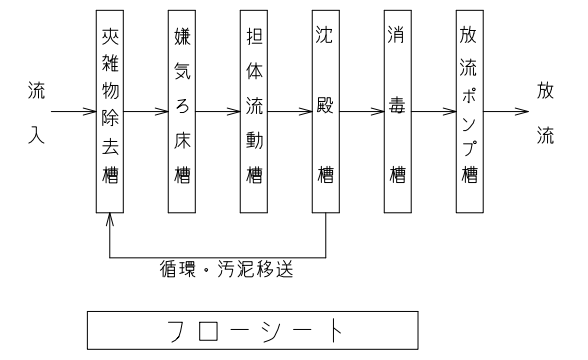 流入
夾雑物除去槽
嫌気ろ床槽
担体流動槽
沈殿槽
消毒槽
放流ポンプ槽
放流
循環・汚泥移送
フローシート